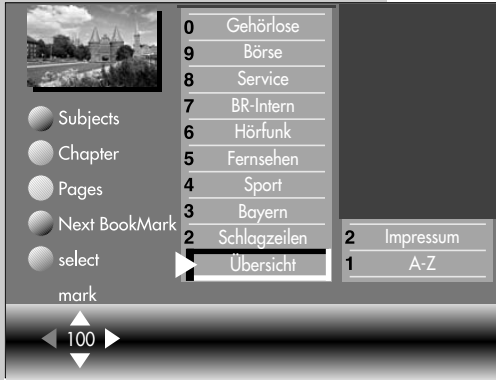 Subjects
Chapter
Pages
Next BookMark
select
mark
100
0 Gehörlose
9 Börse
8 Service
7 BR-Intern
6 Hörfunk
5 Fernsehen
4 Sport
3 Bayern
2 Schlagzeilen
Übersicht
2 Impressum
1 A-Z